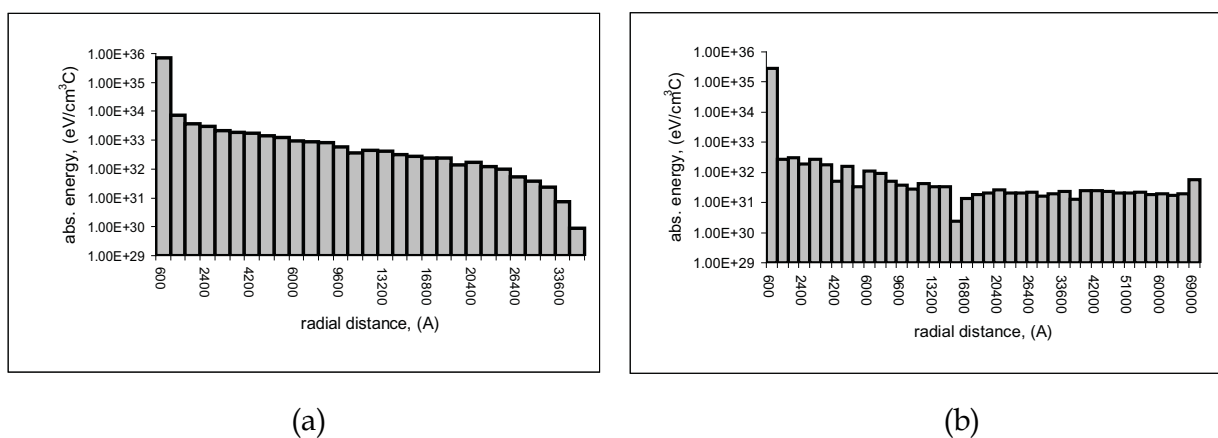 1.00E+36
1.00E+35
1.00E+34
1.00E+33
1.00E+32
1.00E+31
1.00E+30
1.00E+29
abs. energy, (eV/cm³C)
600
2400
4200
6000
9600
13200
16800
20400
26400
33600
radial distance, (A)
(a)
1.00E+36
1.00E+35
1.00E+34
1.00E+33
1.00E+32
1.00E+31
1.00E+30
1.00E+29
abs. energy, (eV/cm³C)
600
2400
4200
6000
9600
13200
16800
20400
26400
33600
42000
51000
60000
69000
radial distance, (A)
(b)